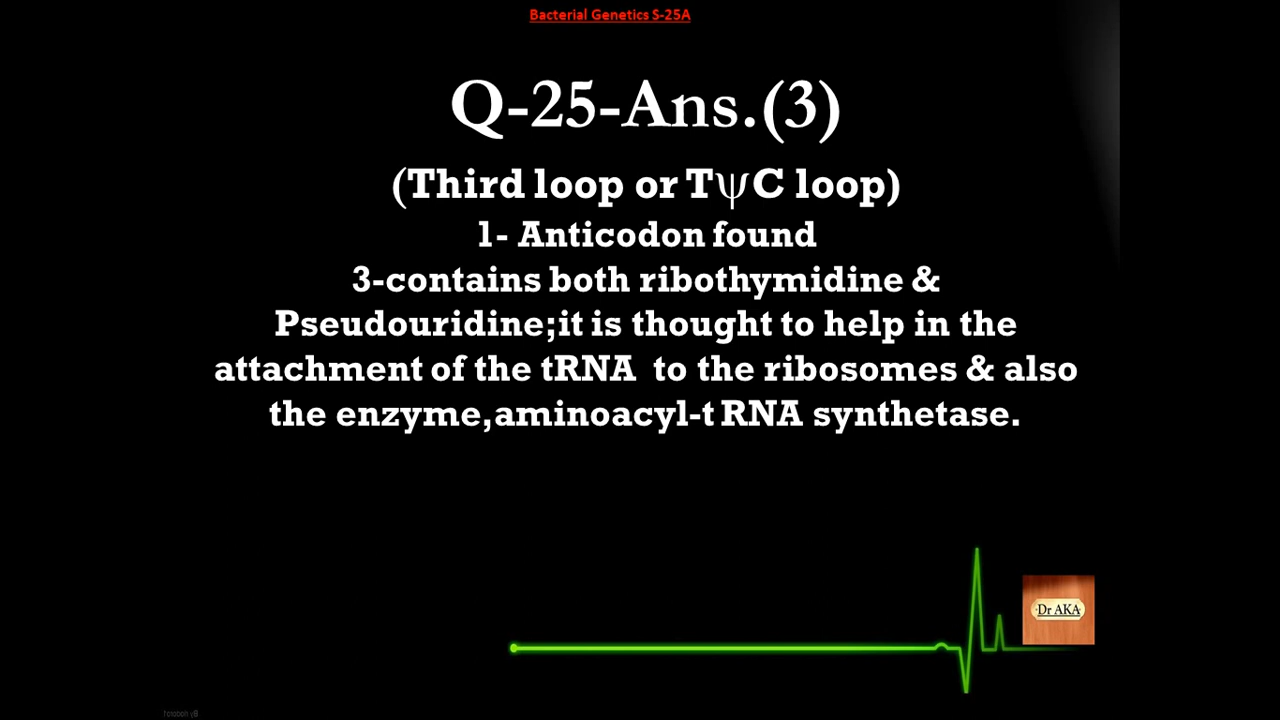 Bacterial Genetics S-25A
Q-25-Ans.(3)
(Third loop or TψC loop)
1- Anticodon found
3-contains both ribothymidine &
Pseudouridine;it is thought to help in the
attachment of the tRNA to the ribosomes & also
the enzyme,aminoacyl-t RNA synthetase.
Dr AKA